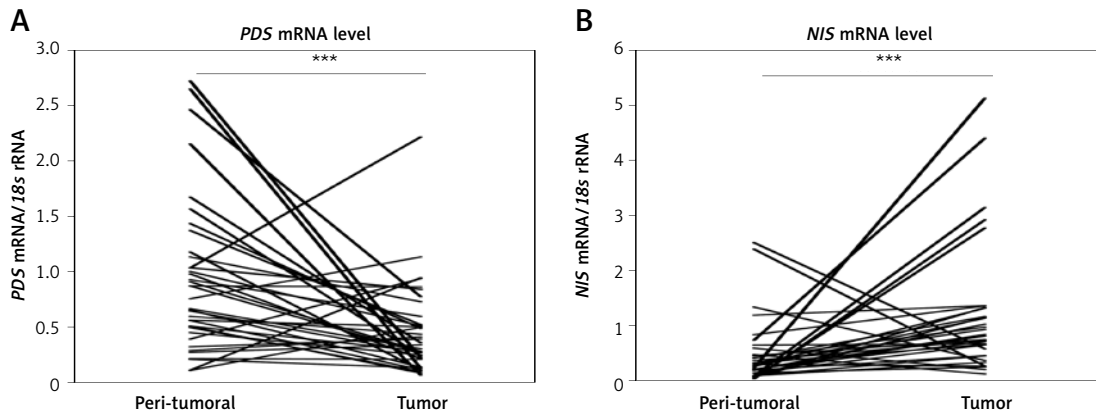 A
PDS mRNA level
***
3.0
2.5
2.0
1.5
1.0
0.5
0
PDS mRNA/18s rRNA
Peri-tumoral
Tumor
B
NIS mRNA level
***
6
5
4
3
2
1
0
NIS mRNA/18s rRNA
Peri-tumoral
Tumor